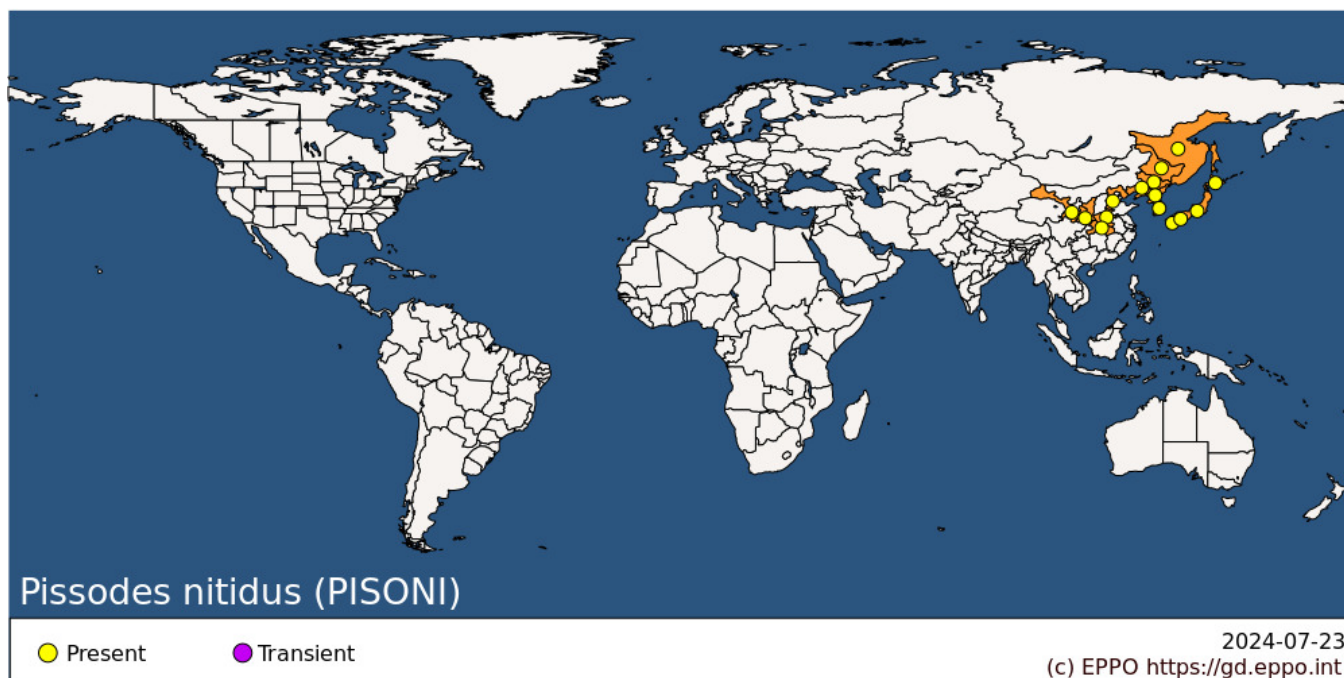 Pissodes nitidus (PISONI)
Present
Transient
2024-07-23
(c) EPPO https://gd.eppo.int